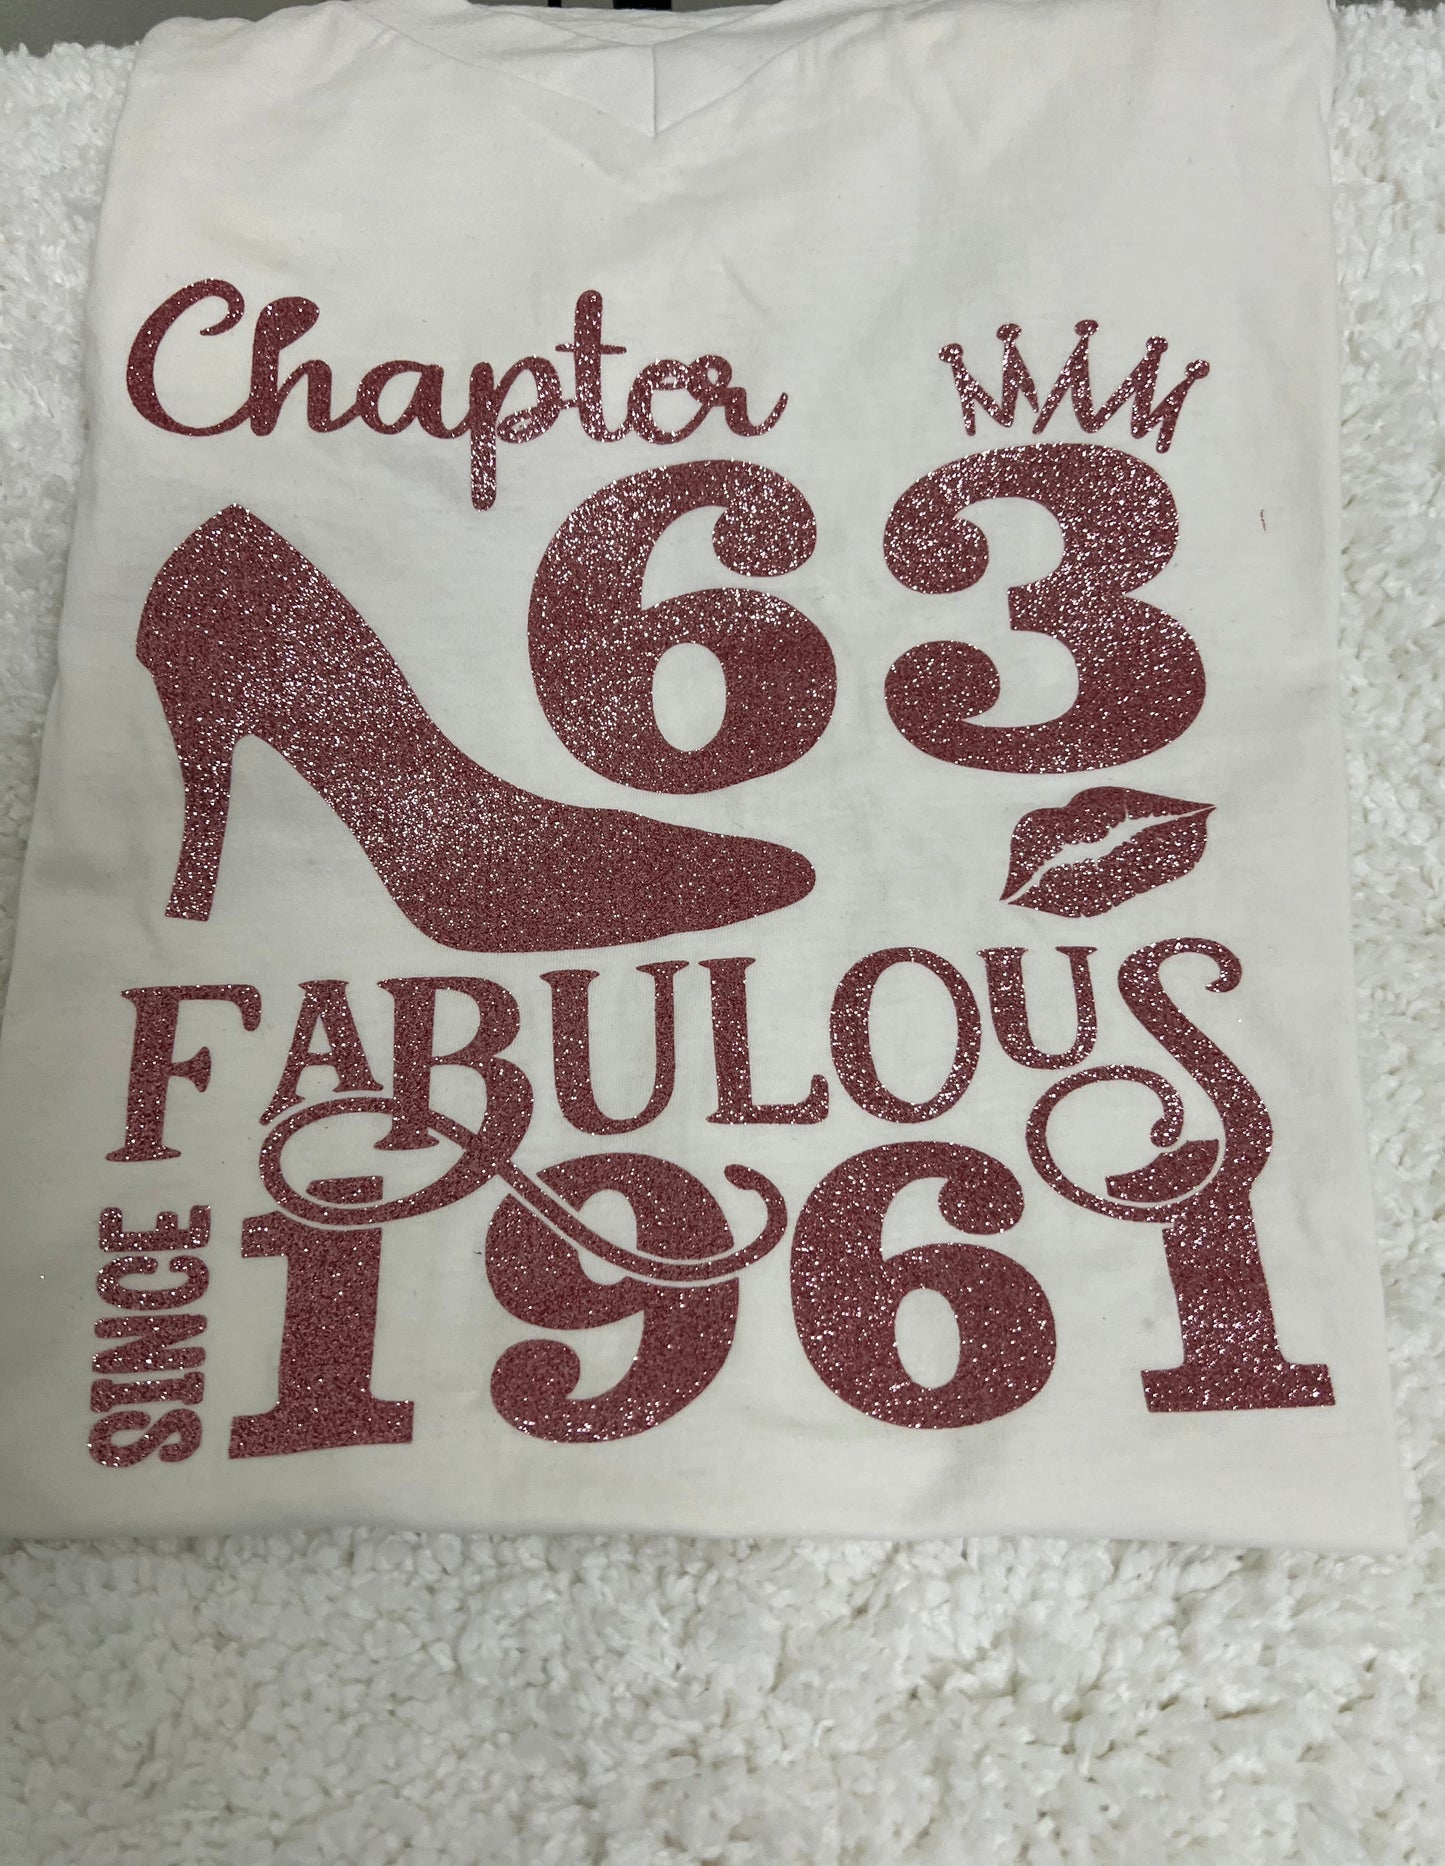 Chapter
63
FABULOUS
SINCE
1961